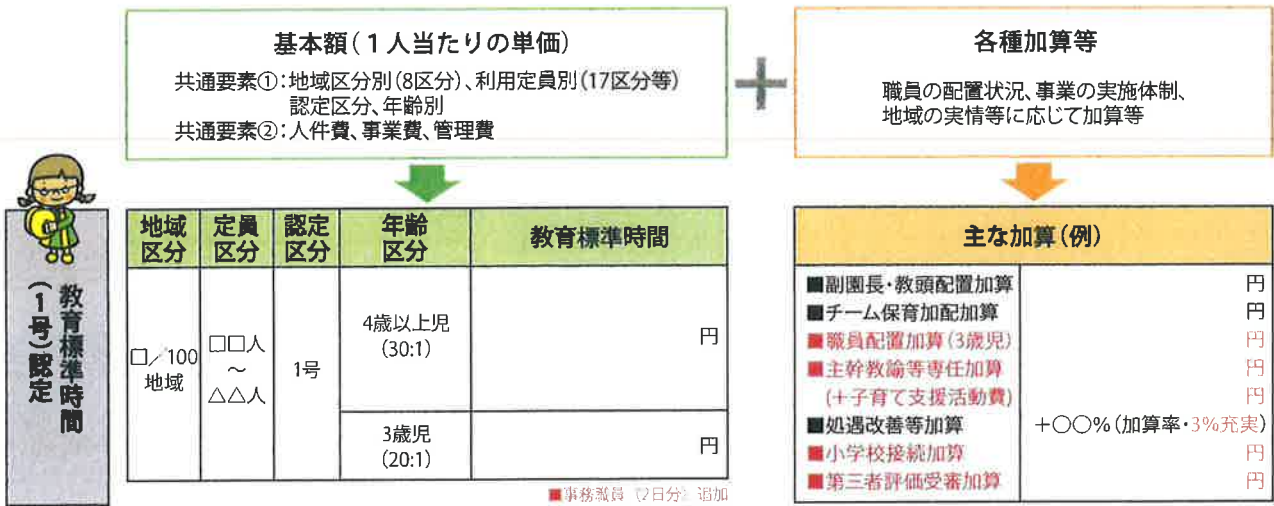 基本額(1人当たりの単価)
共通要素①:地域区分別(8区分)、利用定員別(17区分等)
認定区分、年齢別
共通要素②:人件費、事業費、管理費
+
各種加算等
職員の配置状況、事業の実施体制、
地域の実情等に応じて加算等
教育標準時間
(1号)認定
地域区分 定員区分 認定区分 年齢区分 教育標準時間
□/100地域 □□人~△△人 1号
4歳以上児
(30:1)
円
3歳児
(20:1)
円
■事務職員(2日分)追加
主な加算(例)
■副園長・教頭配置加算 円
■チーム保育加配加算 円
■職員配置加算(3歳児) 円
■主幹教諭等専任加算 円
(+子育て支援活動費) 円
■処遇改善等加算 +○○%(加算率・3%充実)
■小学校接続加算 円
■第三者評価受審加算 円